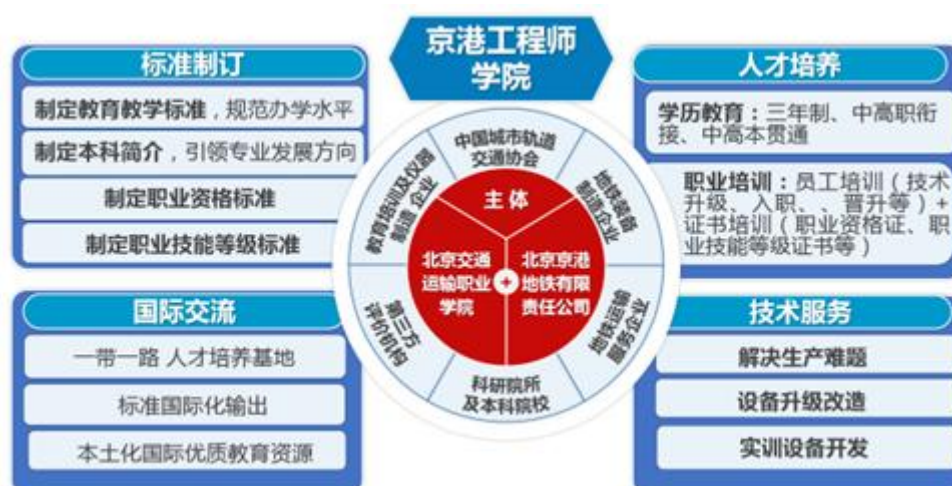 京港工程师
学院
标准制订
制定教育教学标准，规范办学水平
制定本科简介，引领专业发展方向
制定职业资格标准
制定职业技能等级标准
国际交流
一带一路 人才培养基地
标准国际化输出
本土化国际优质教育资源
中国城市轨道
交通协会
地铁装备
制造企业
地铁运输
服务企业
科研院所
及本科院校
第三方
评价机构
教育培训及仪器
制造 企业
主 体
北京交通
运输职业
学院
+
北京京港
地铁有限
责任公司
人才培养
学历教育：三年制、中高职衔
接、中高本贯通
职业培训：员工培训（技术
升级、入职、、晋升等）+
证书培训（职业资格证、职
业技能等级证书等）
技术服务
解决生产难题
设备升级改造
实训设备开发